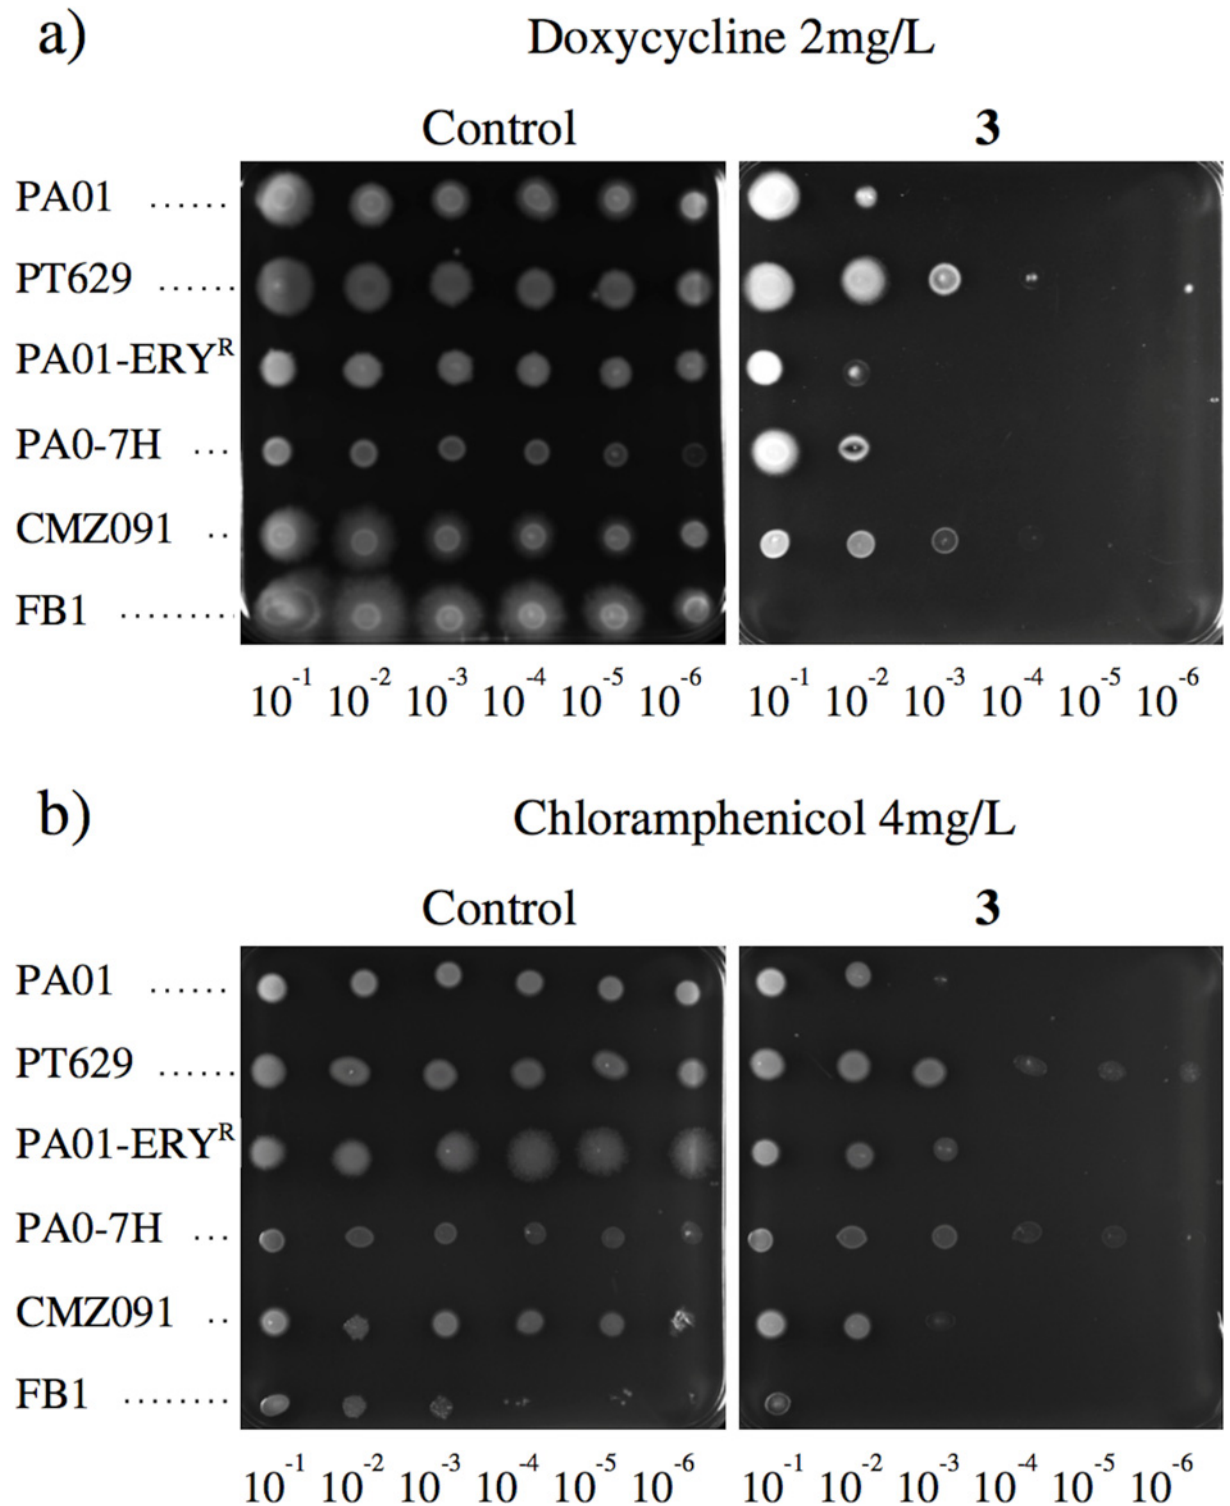 a)
Doxycycline 2mg/L
Control 3
PA01 ......
PT629 ......
PA01-ERYᴿ
PA0-7H ...
CMZ091 ..
FB1 .........
10⁻¹ 10⁻² 10⁻³ 10⁻⁴ 10⁻⁵ 10⁻⁶ 10⁻¹ 10⁻² 10⁻³ 10⁻⁴ 10⁻⁵ 10⁻⁶
b)
Chloramphenicol 4mg/L
Control 3
PA01 ......
PT629 ......
PA01-ERYᴿ
PA0-7H ...
CMZ091 ..
FB1 ........
10⁻¹ 10⁻² 10⁻³ 10⁻⁴ 10⁻⁵ 10⁻⁶ 10⁻¹ 10⁻² 10⁻³ 10⁻⁴ 10⁻⁵ 10⁻⁶